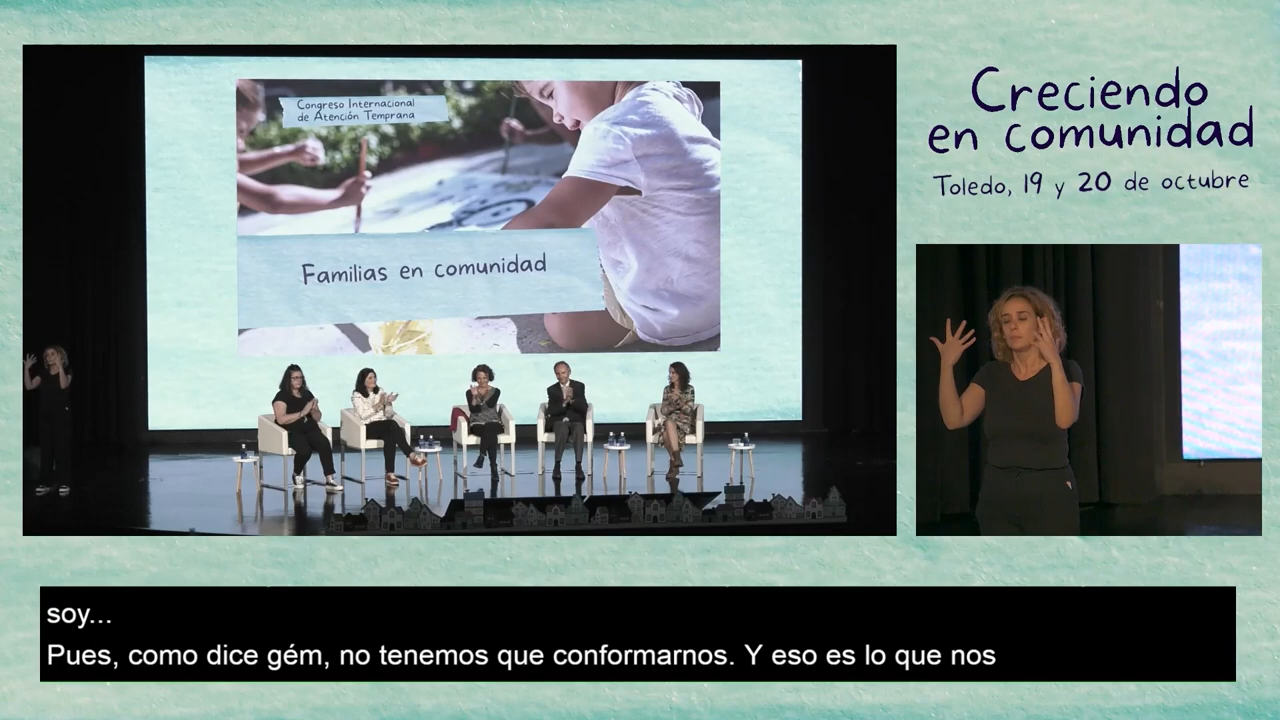 Congreso Internacional
de Atención Temprana
Familias en comunidad
Creciendo
en comunidad
Toledo, 19 y 20 de octubre
soy...
Pues, como dice gém, no tenemos que conformarnos. Y eso es lo que nos